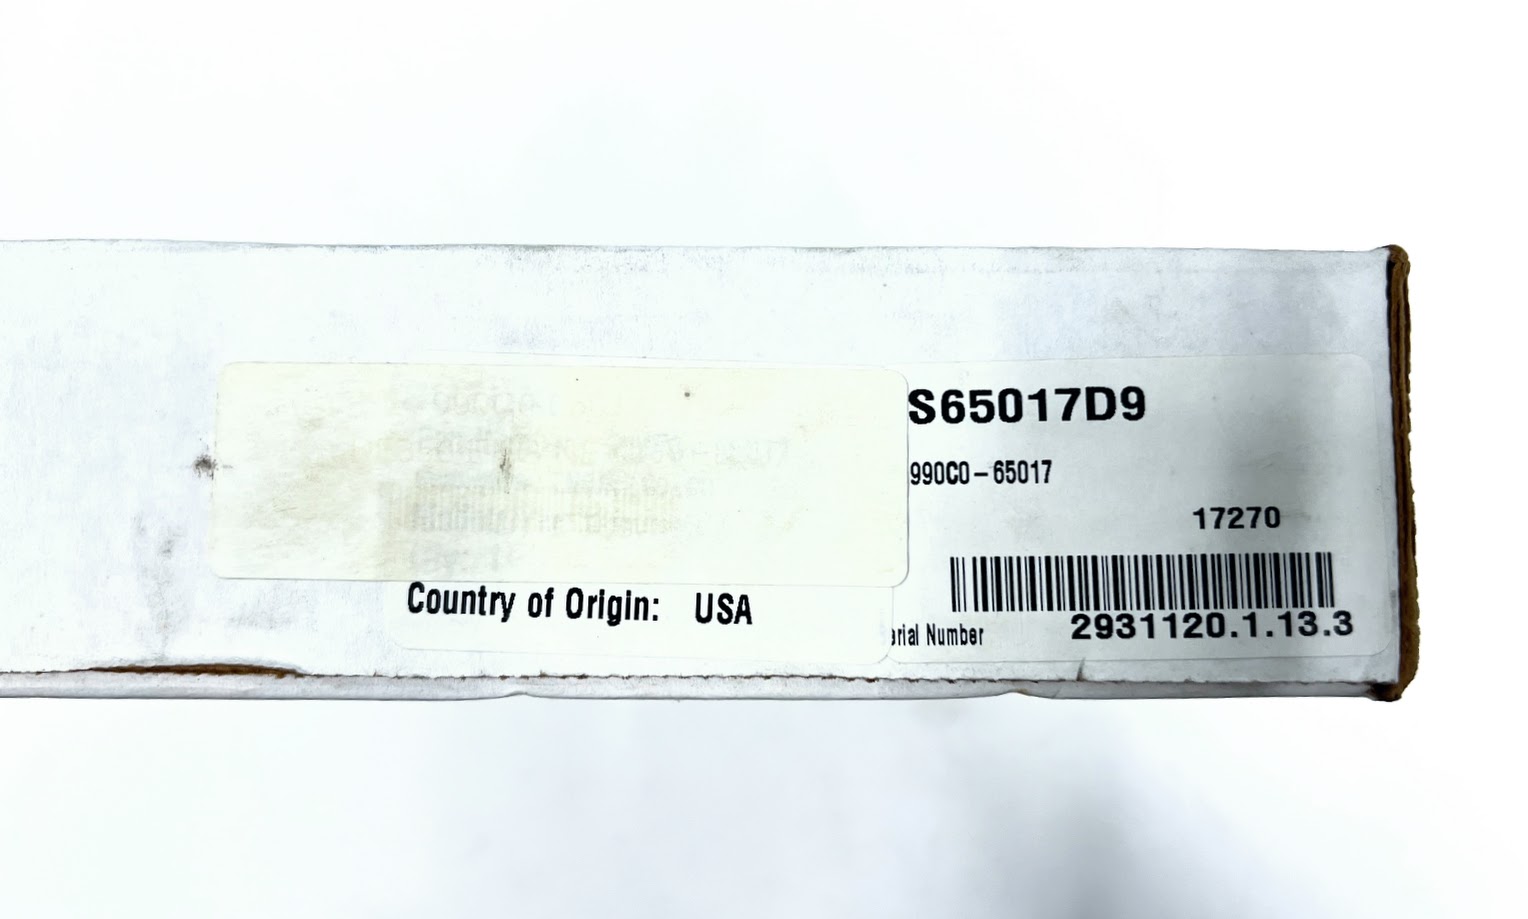 S65017D9
990C0-65017
17270
2931120.1.13.3
erial Number
Country of Origin: USA